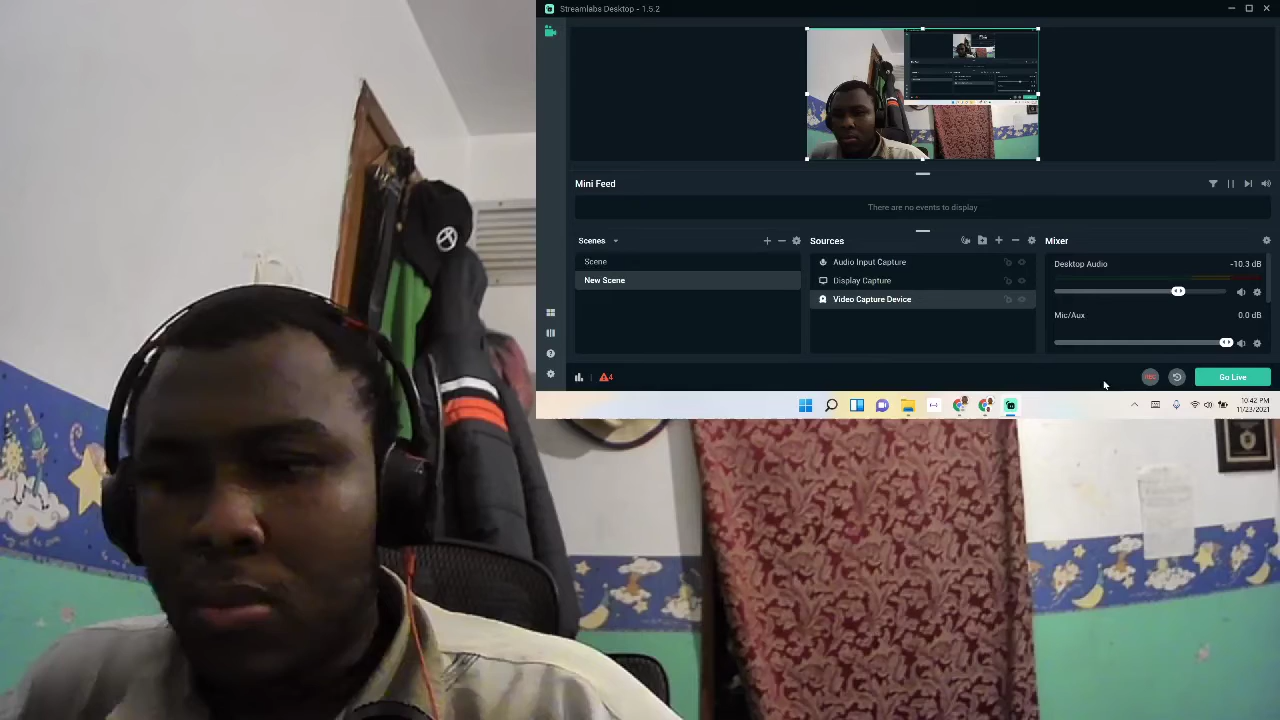 Streamlabs Desktop - 1.5.2
Mini Feed
There are no events to display
Scenes
Sources
Mixer
Scene
New Scene
Audio Input Capture
Display Capture
Video Capture Device
Desktop Audio
-10.3 dB
Mic/Aux
0.0 dB
4
REC
Go Live
10:42 PM
11/23/2021